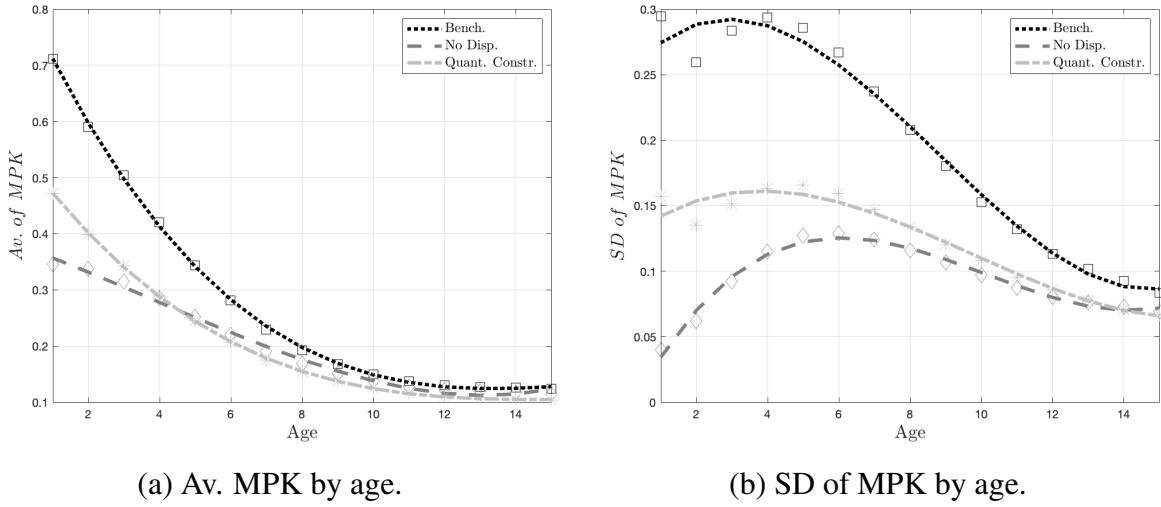 0.8
0.7
0.6
0.5
0.4
0.3
0.2
0.1
Av. of MPK
2 4 6 8 10 12 14
Age
Bench.
No Disp.
Quant. Constr.
(a) Av. MPK by age.
0.3
0.25
0.2
0.15
0.1
0.05
0
SD of MPK
2 4 6 8 10 12 14
Age
Bench.
No Disp.
Quant. Constr.
(b) SD of MPK by age.